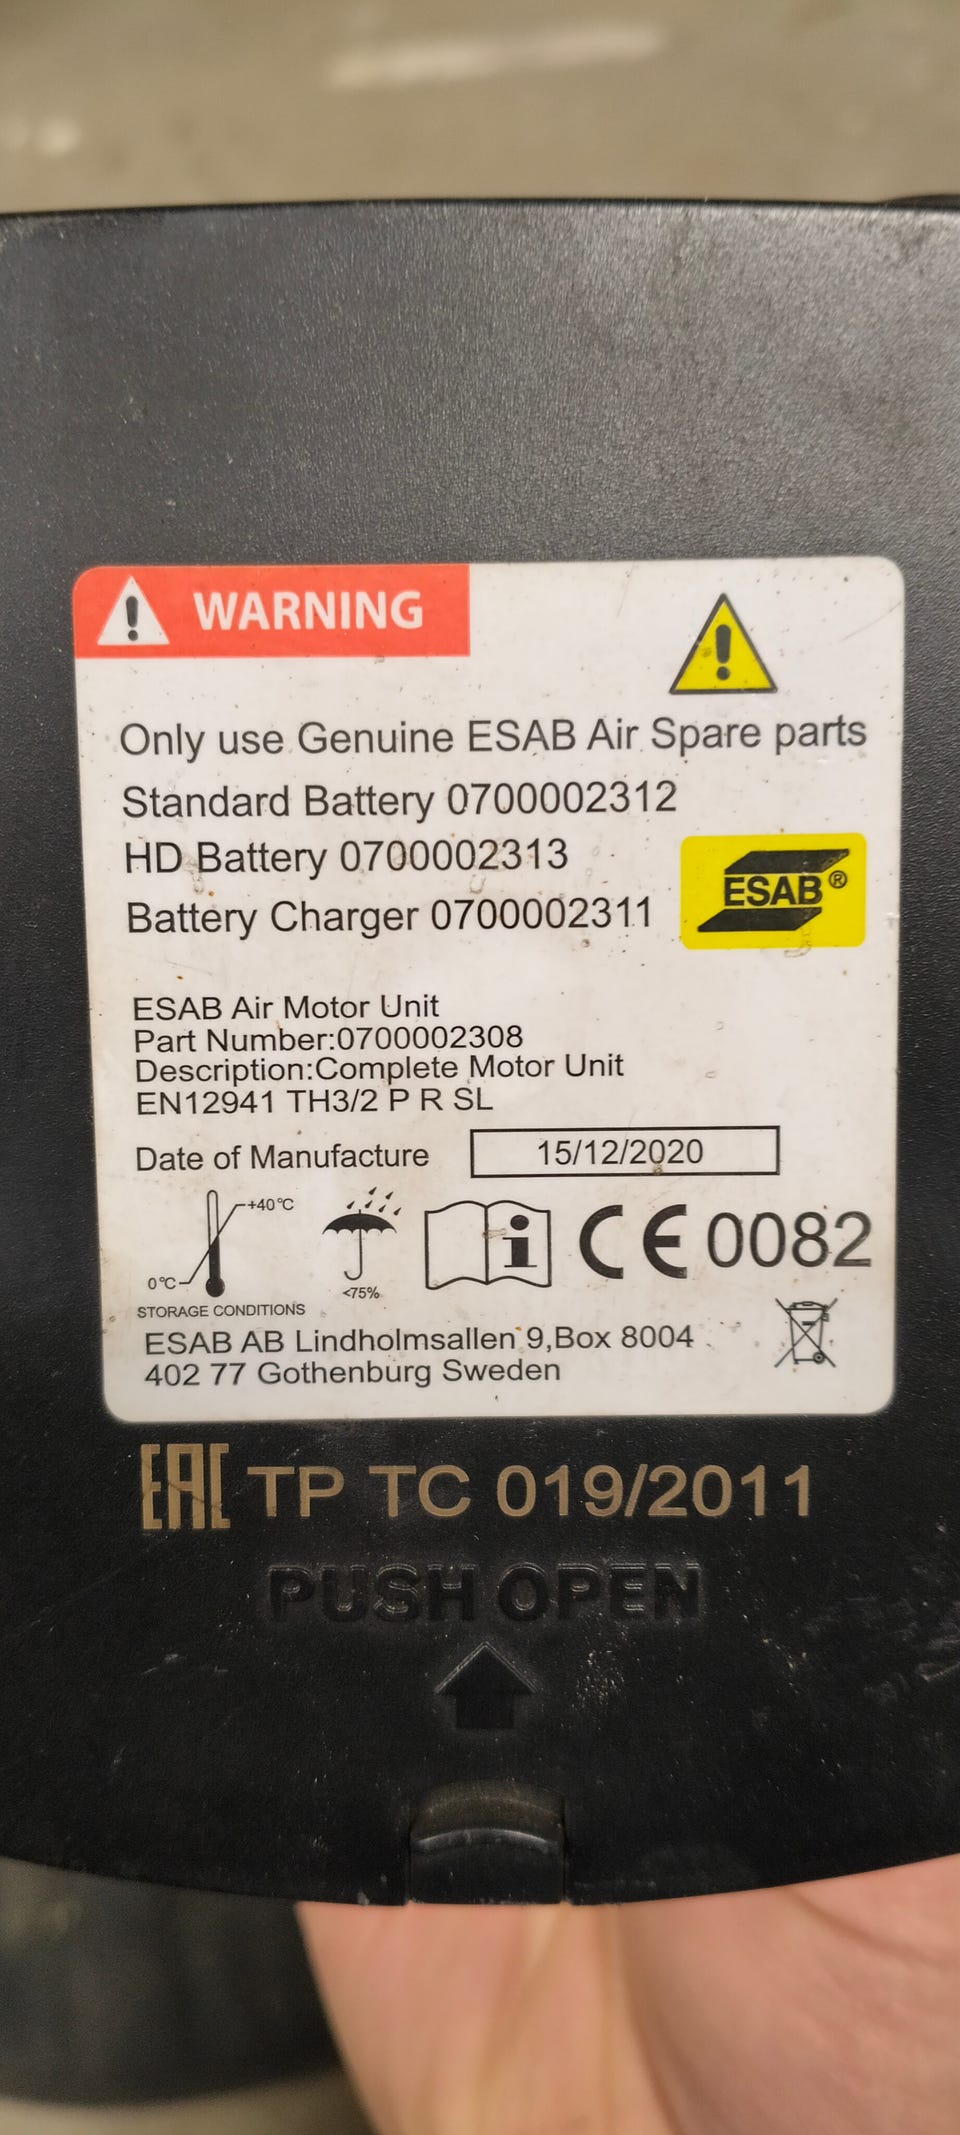 WARNING
Only use Genuine ESAB Air Spare parts
Standard Battery 0700002312
HD Battery 0700002313
Battery Charger 0700002311
ESAB®
ESAB Air Motor Unit
Part Number:0700002308
Description:Complete Motor Unit
EN12941 TH3/2 P R SL
Date of Manufacture 15/12/2020
+40°C
0°C
<75%
STORAGE CONDITIONS
CE 0082
ESAB AB Lindholmsallen 9,Box 8004
402 77 Gothenburg Sweden
EAC TP TC 019/2011
PUSH OPEN